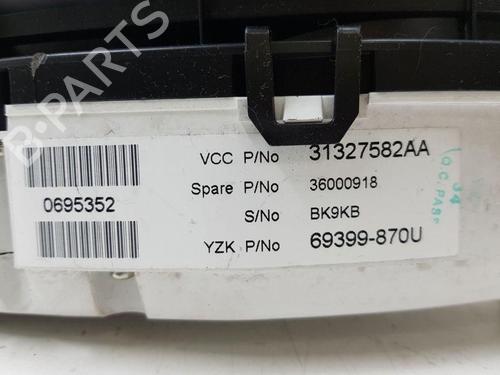 B-PARTS
VCC P/No 31327582AA
Spare P/No 36000918
0695352
S/No BK9KB
YZK P/No 69399-870U